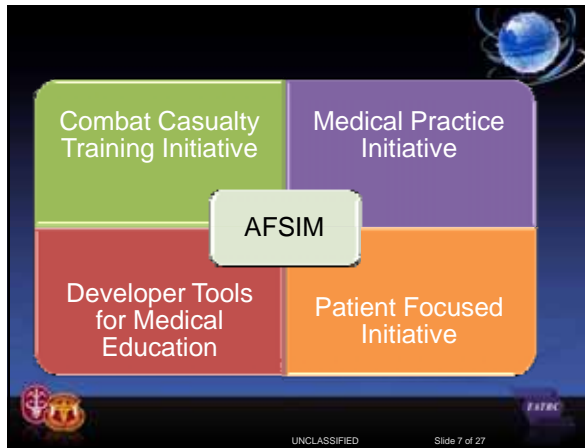 Combat Casualty
Training Initiative
Medical Practice
Initiative
AFSIM
Developer Tools
for Medical
Education
Patient Focused
Initiative
TATRC
UNCLASSIFIED
Slide 7 of 27